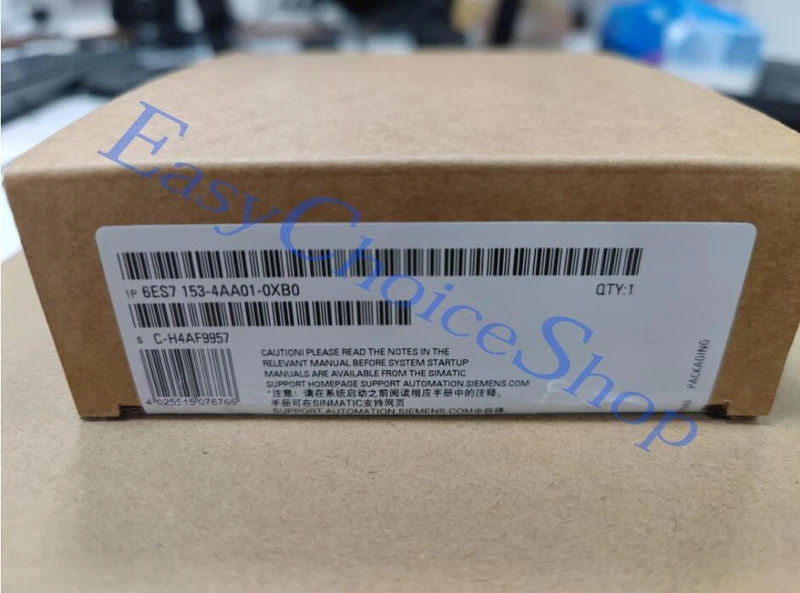 1P 6ES7 153-4AA01-0XB0
QTY:1
S C-H4AF9957
4 025515 076766
CAUTION! PLEASE READ THE NOTES IN THE
RELEVANT MANUAL BEFORE SYSTEM STARTUP
MANUALS ARE AVAILABLE FROM THE SIMATIC
SUPPORT HOMEPAGE SUPPORT.AUTOMATION.SIEMENS.COM
"注意: 请在系统启动之前阅读相应手册中的注释。
手册可在SINMATIC支持网页
SUPPORT.AUTOMATION.SIEMENS.COM中获得
PACKAGING
EasyChoiceShop